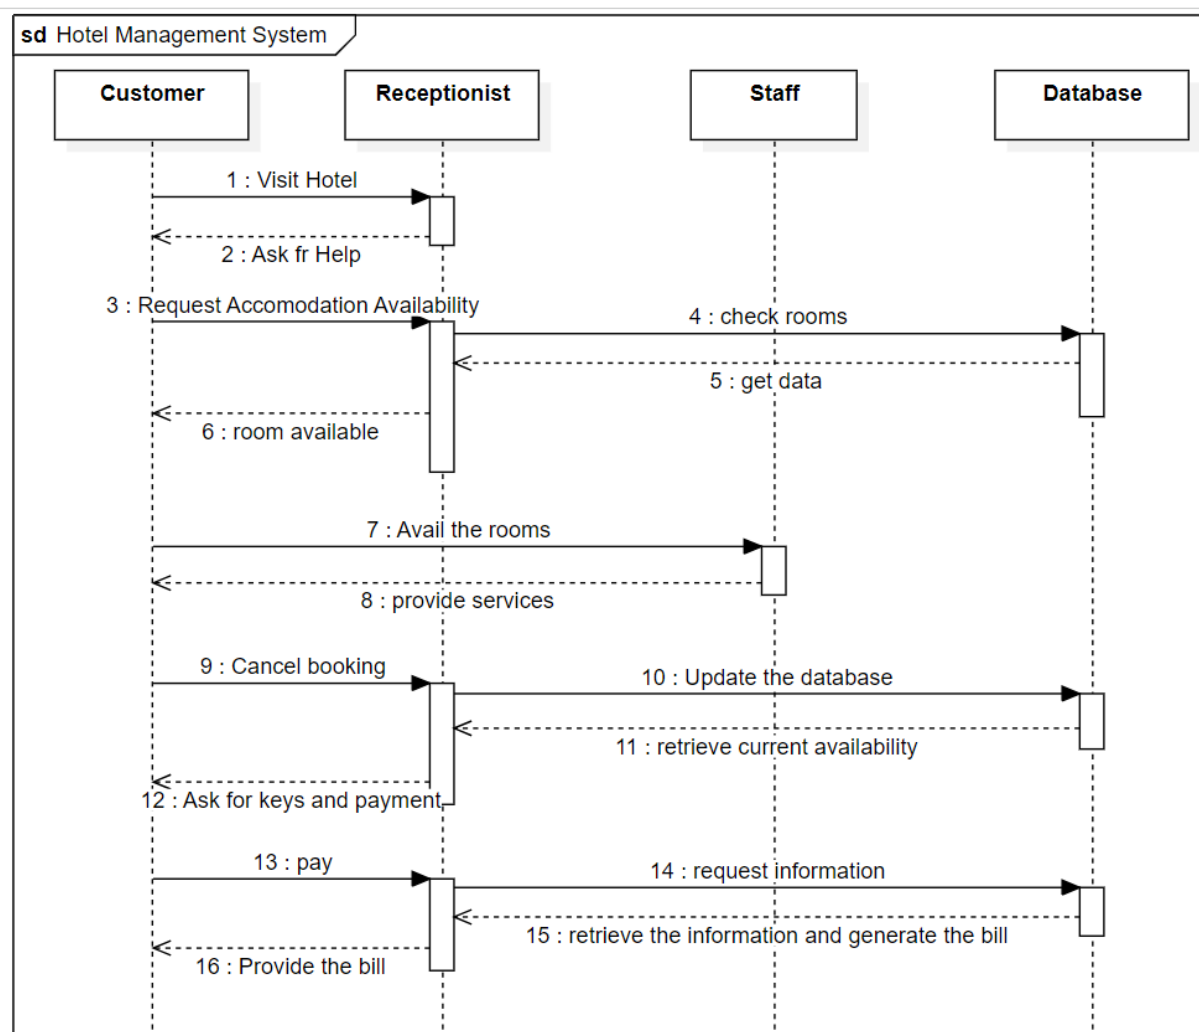 sd Hotel Management System
Customer
Receptionist
Staff
Database
1 : Visit Hotel
2 : Ask fr Help
3 : Request Accomodation Availability
4 : check rooms
5 : get data
6 : room available
7 : Avail the rooms
8 : provide services
9 : Cancel booking
10 : Update the database
11 : retrieve current availability
12 : Ask for keys and payment
13 : pay
14 : request information
15 : retrieve the information and generate the bill
16 : Provide the bill